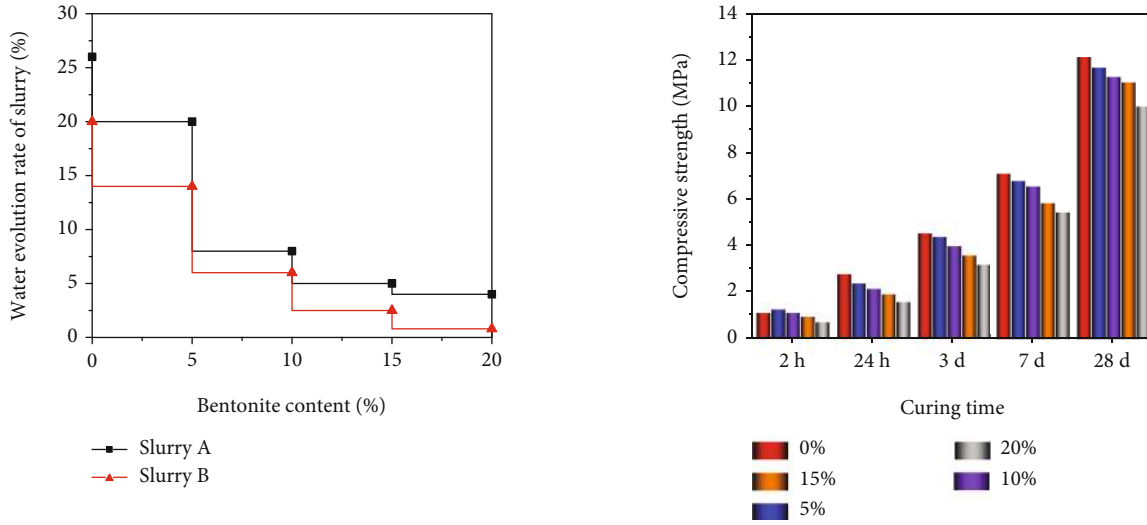 Water evolution rate of slurry (%)
30
25
20
15
10
5
0
0 5 10 15 20
Bentonite content (%)
Slurry A
Slurry B
Compressive strength (MPa)
12
10
8
6
4
2
0
2 h 24 h 3 d 7 d 28 d
Curing time
0% 20%
15% 10%
5%